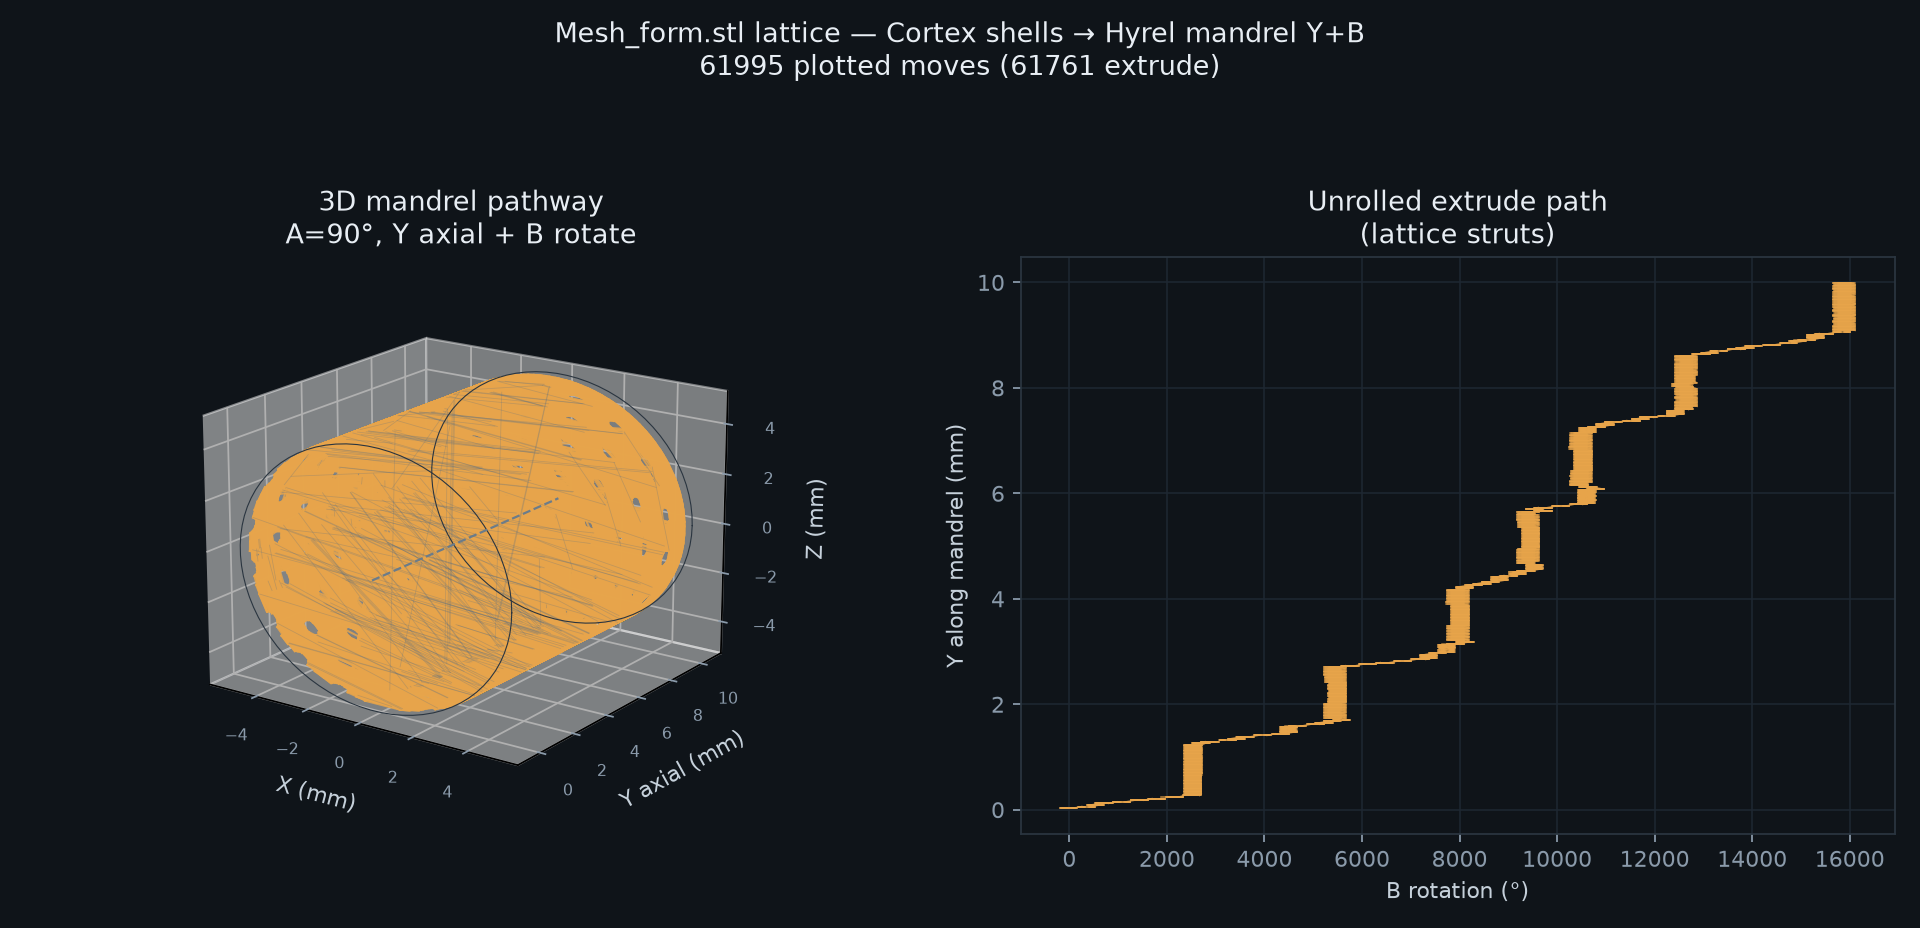 Mesh_form.stl lattice — Cortex shells → Hyrel mandrel Y+B
61995 plotted moves (61761 extrude)
3D mandrel pathway
A=90°, Y axial + B rotate
4
2
0
−2
−4
Z (mm)
−4
−2
0
2
4
X (mm)
0
2
4
6
8
10
Y axial (mm)
Unrolled extrude path
(lattice struts)
10
8
6
4
2
0
Y along mandrel (mm)
0
2000
4000
6000
8000
10000
12000
14000
16000
B rotation (°)